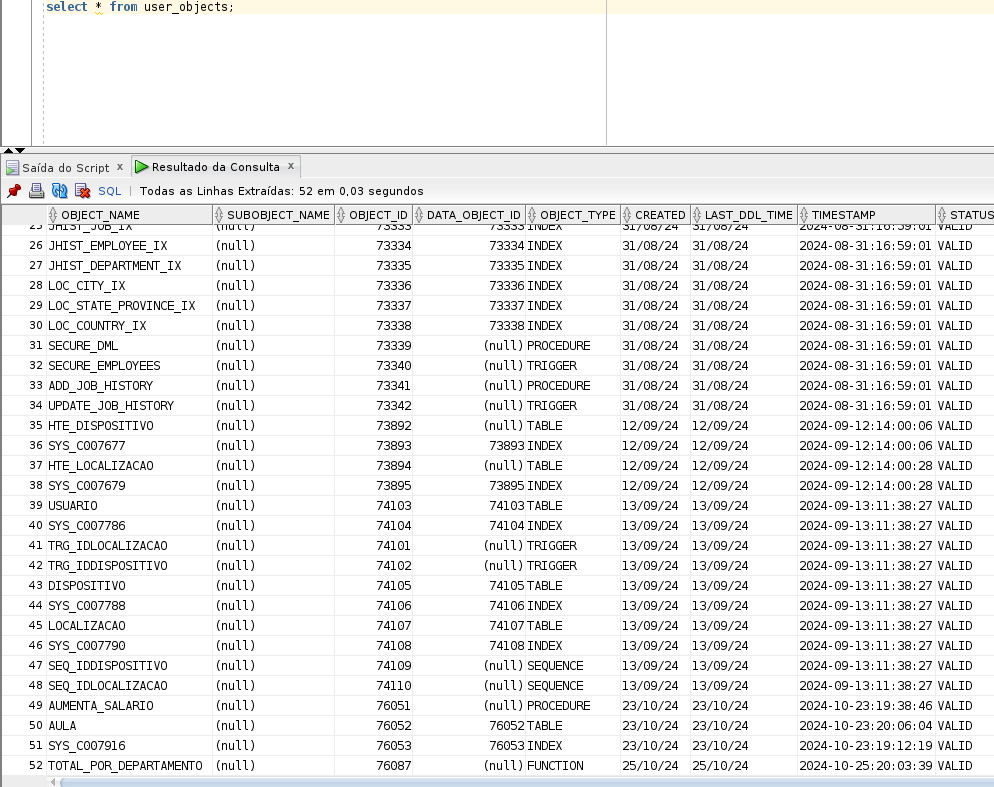 select * from user_objects;
Saída do Script x Resultado da Consulta x
SQL | Todas as Linhas Extraídas: 52 em 0,03 segundos
OBJECT_NAME SUBOBJECT_NAME OBJECT_ID DATA_OBJECT_ID OBJECT_TYPE CREATED LAST_DDL_TIME TIMESTAMP STATUS
25 JHIST_JOB_IX (null) 73333 73333 INDEX 31/08/24 31/08/24 2024-08-31:16:59:01 VALID
26 JHIST_EMPLOYEE_IX (null) 73334 73334 INDEX 31/08/24 31/08/24 2024-08-31:16:59:01 VALID
27 JHIST_DEPARTMENT_IX (null) 73335 73335 INDEX 31/08/24 31/08/24 2024-08-31:16:59:01 VALID
28 LOC_CITY_IX (null) 73336 73336 INDEX 31/08/24 31/08/24 2024-08-31:16:59:01 VALID
29 LOC_STATE_PROVINCE_IX (null) 73337 73337 INDEX 31/08/24 31/08/24 2024-08-31:16:59:01 VALID
30 LOC_COUNTRY_IX (null) 73338 73338 INDEX 31/08/24 31/08/24 2024-08-31:16:59:01 VALID
31 SECURE_DML (null) 73339 (null) PROCEDURE 31/08/24 31/08/24 2024-08-31:16:59:01 VALID
32 SECURE_EMPLOYEES (null) 73340 (null) TRIGGER 31/08/24 31/08/24 2024-08-31:16:59:01 VALID
33 ADD_JOB_HISTORY (null) 73341 (null) PROCEDURE 31/08/24 31/08/24 2024-08-31:16:59:01 VALID
34 UPDATE_JOB_HISTORY (null) 73342 (null) TRIGGER 31/08/24 31/08/24 2024-08-31:16:59:01 VALID
35 HTE_DISPOSITIVO (null) 73892 (null) TABLE 12/09/24 12/09/24 2024-09-12:14:00:06 VALID
36 SYS_C007677 (null) 73893 73893 INDEX 12/09/24 12/09/24 2024-09-12:14:00:06 VALID
37 HTE_LOCALIZACAO (null) 73894 (null) TABLE 12/09/24 12/09/24 2024-09-12:14:00:28 VALID
38 SYS_C007679 (null) 73895 73895 INDEX 12/09/24 12/09/24 2024-09-12:14:00:28 VALID
39 USUARIO (null) 74103 74103 TABLE 13/09/24 13/09/24 2024-09-13:11:38:27 VALID
40 SYS_C007786 (null) 74104 74104 INDEX 13/09/24 13/09/24 2024-09-13:11:38:27 VALID
41 TRG_IDLOCALIZACAO (null) 74101 (null) TRIGGER 13/09/24 13/09/24 2024-09-13:11:38:27 VALID
42 TRG_IDDISPOSITIVO (null) 74102 (null) TRIGGER 13/09/24 13/09/24 2024-09-13:11:38:27 VALID
43 DISPOSITIVO (null) 74105 74105 TABLE 13/09/24 13/09/24 2024-09-13:11:38:27 VALID
44 SYS_C007788 (null) 74106 74106 INDEX 13/09/24 13/09/24 2024-09-13:11:38:27 VALID
45 LOCALIZACAO (null) 74107 74107 TABLE 13/09/24 13/09/24 2024-09-13:11:38:27 VALID
46 SYS_C007790 (null) 74108 74108 INDEX 13/09/24 13/09/24 2024-09-13:11:38:27 VALID
47 SEQ_IDDISPOSITIVO (null) 74109 (null) SEQUENCE 13/09/24 13/09/24 2024-09-13:11:38:27 VALID
48 SEQ_IDLOCALIZACAO (null) 74110 (null) SEQUENCE 13/09/24 13/09/24 2024-09-13:11:38:27 VALID
49 AUMENTA_SALARIO (null) 76051 (null) PROCEDURE 23/10/24 23/10/24 2024-10-23:19:38:46 VALID
50 AULA (null) 76052 76052 TABLE 23/10/24 23/10/24 2024-10-23:20:06:04 VALID
51 SYS_C007916 (null) 76053 76053 INDEX 23/10/24 23/10/24 2024-10-23:19:12:19 VALID
52 TOTAL_POR_DEPARTAMENTO (null) 76087 (null) FUNCTION 25/10/24 25/10/24 2024-10-25:20:03:39 VALID